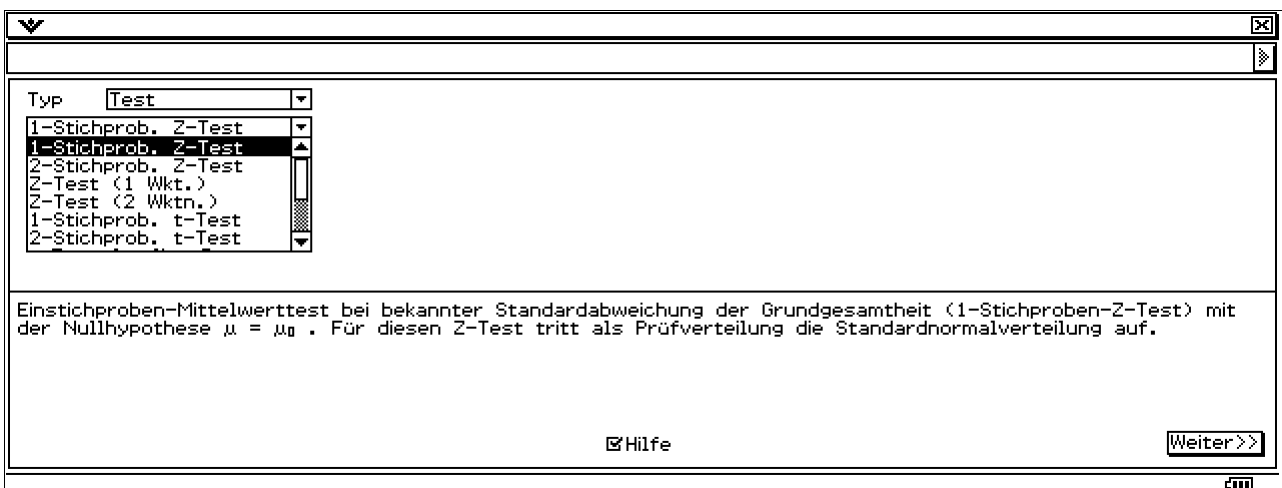 Typ Test
1-Stichprob. Z-Test
1-Stichprob. Z-Test
2-Stichprob. Z-Test
Z-Test (1 Wkt.)
Z-Test (2 Wktn.)
1-Stichprob. t-Test
2-Stichprob. t-Test
Einstichproben-Mittelwerttest bei bekannter Standardabweichung der Grundgesamtheit (1-Stichproben-Z-Test) mit
der Nullhypothese μ = μ₀ . Für diesen Z-Test tritt als Prüfverteilung die Standardnormalverteilung auf.
Hilfe
Weiter>>